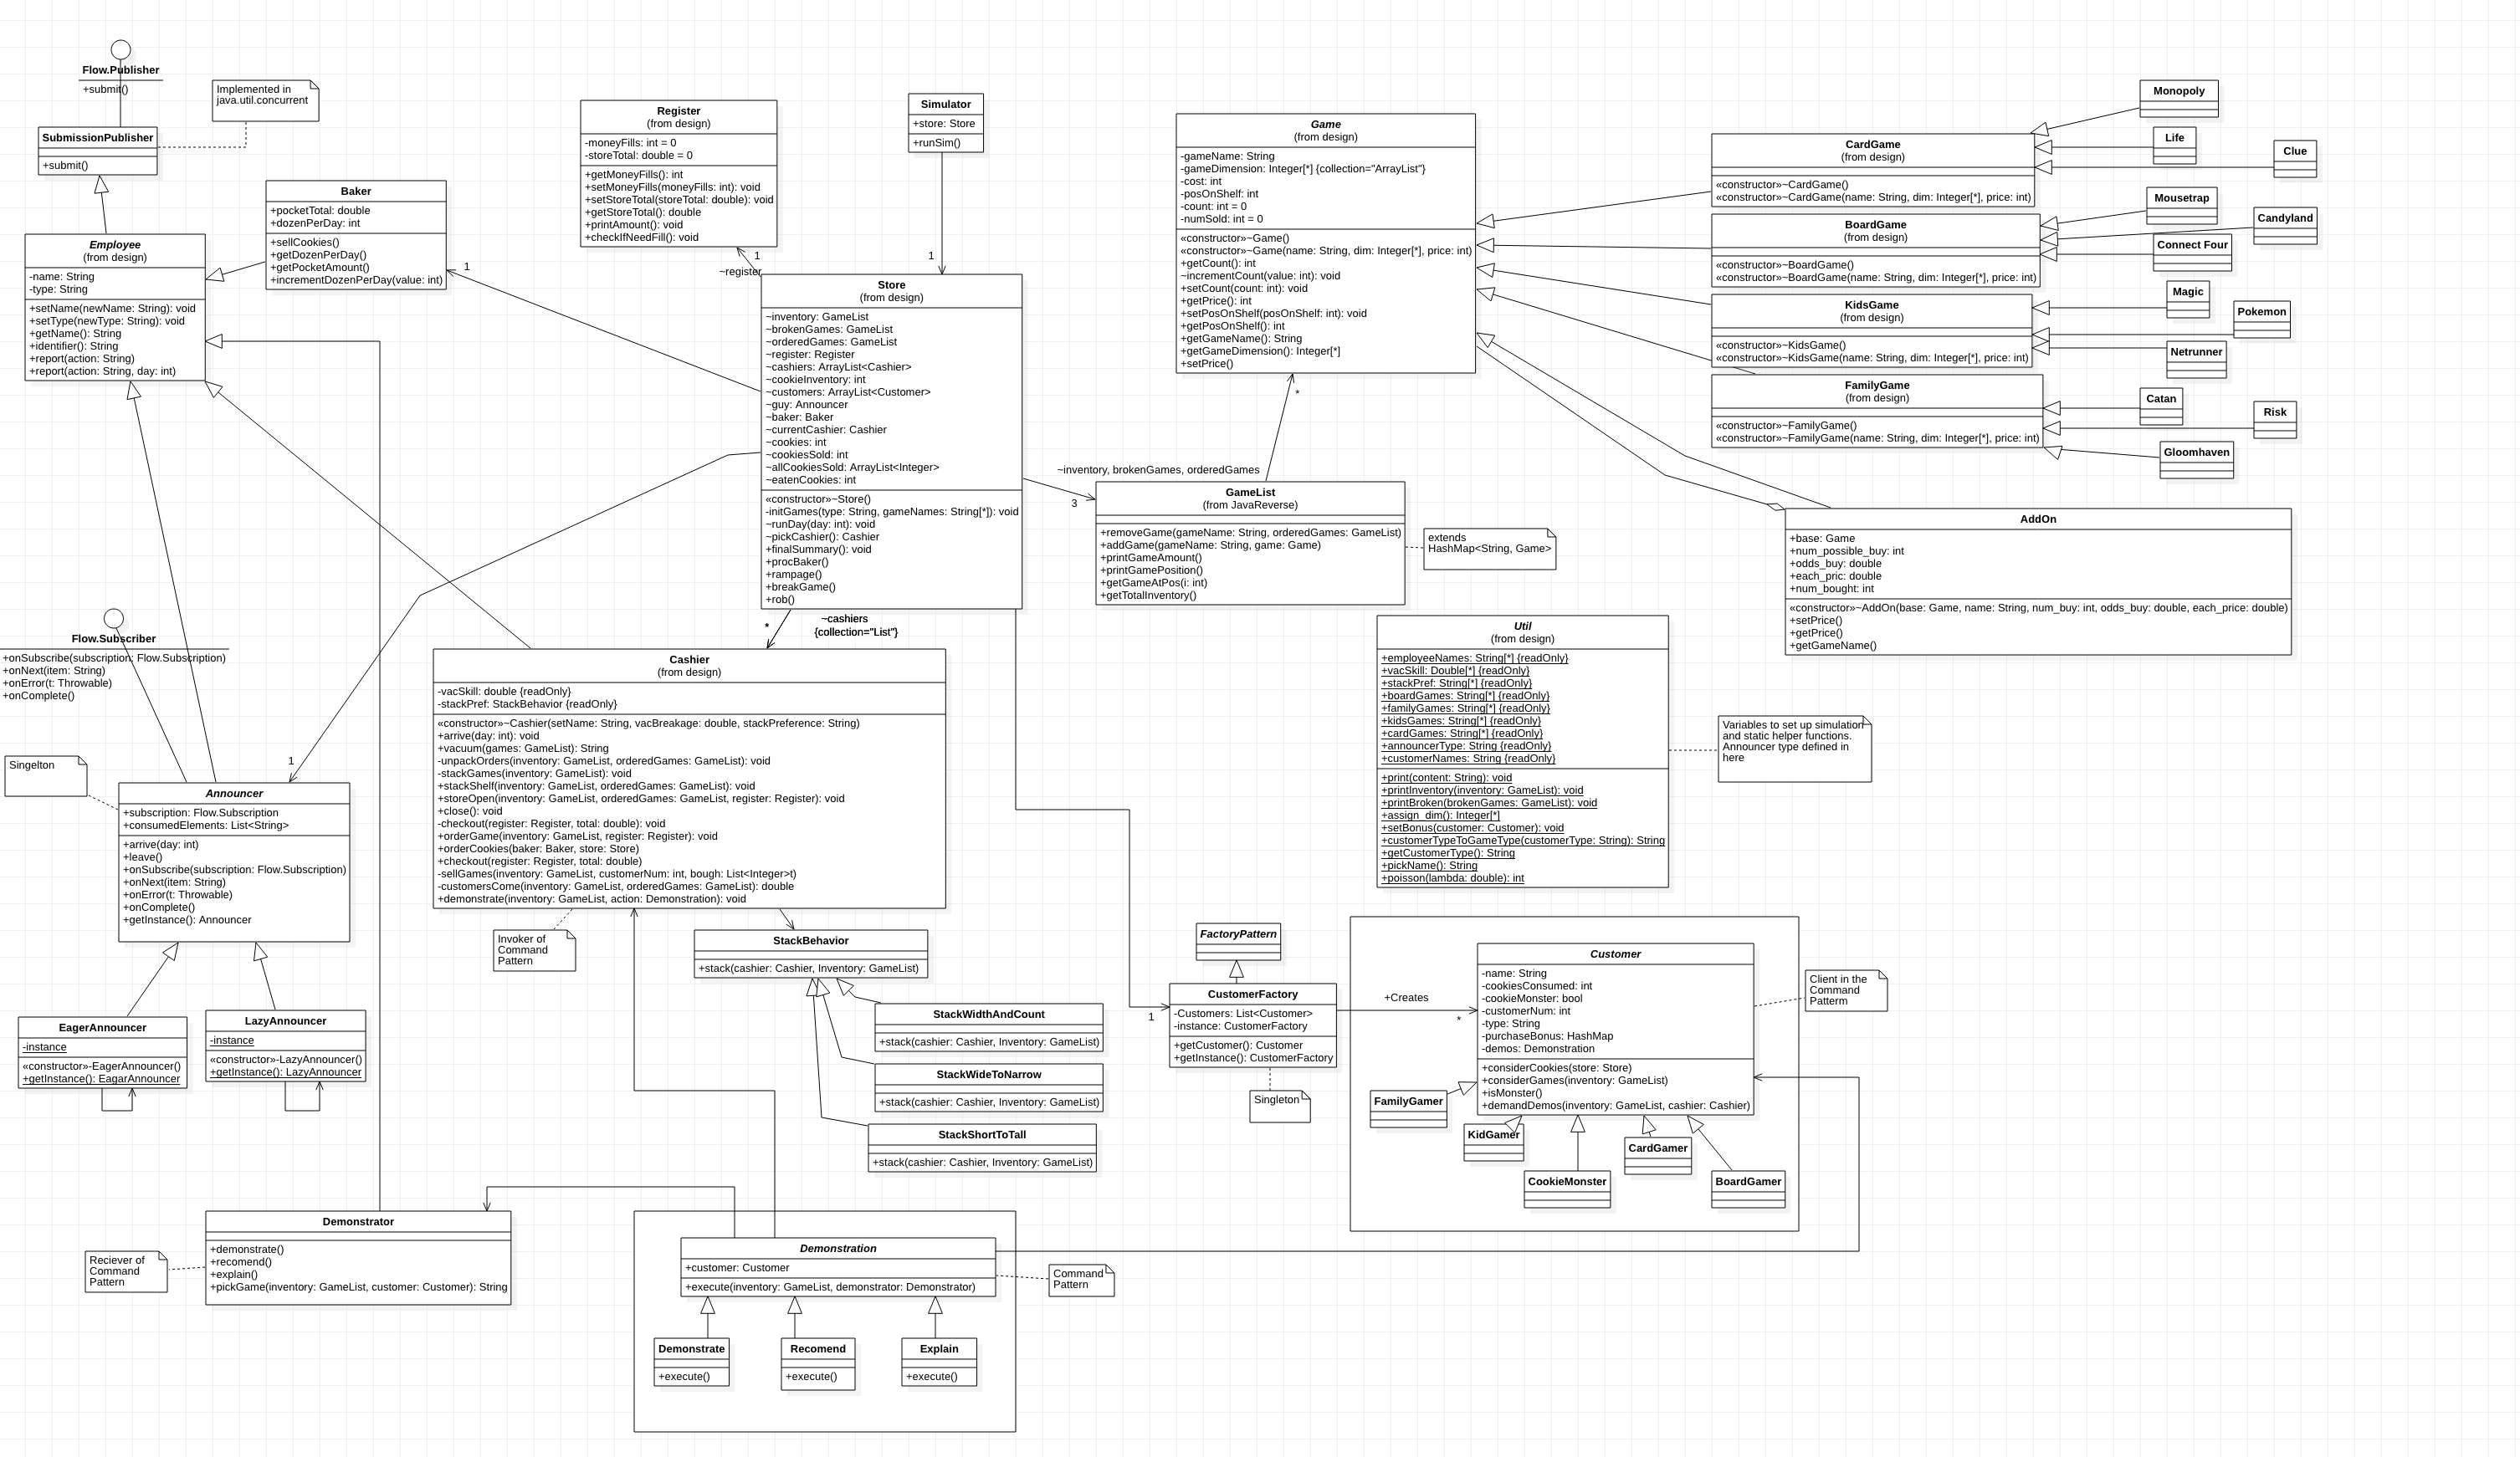 Flow.Publisher
+submit()
Implemented in
java.util.concurrent
SubmissionPublisher
+submit()
Baker
+pocketTotal: double
+dozenPerDay: int
+sellCookies()
+getDozenPerDay()
+getPocketAmount()
+incrementDozenPerDay(value: int)
1
Employee
(from design)
-name: String
-type: String
+setName(newName: String): void
+setType(newType: String): void
+getName(): String
+identifier(): String
+report(action: String)
+report(action: String, day: int)
Register
(from design)
-moneyFills: int = 0
-storeTotal: double = 0
+getMoneyFills(): int
+setMoneyFills(moneyFills: int): void
+setStoreTotal(storeTotal: double): void
+getStoreTotal(): double
+printAmount(): void
+checkIfNeedFill(): void
1
~register
Simulator
+store: Store
+runSim()
1
Store
(from design)
~inventory: GameList
~brokenGames: GameList
~orderedGames: GameList
~register: Register
~cashiers: ArrayList<Cashier>
~cookieInventory: int
~customers: ArrayList<Customer>
~guy: Announcer
~baker: Baker
~currentCashier: Cashier
~cookies: int
~cookiesSold: int
~allCookiesSold: ArrayList<Integer>
~eatenCookies: int
«constructor»~Store()
-initGames(type: String, gameNames: String[*]): void
~runDay(day: int): void
~pickCashier(): Cashier
+finalSummary(): void
+procBaker()
+rampage()
+breakGame()
+rob()
Game
(from design)
-gameName: String
-gameDimension: Integer[*] {collection="ArrayList"}
-cost: int
-posOnShelf: int
-count: int = 0
-numSold: int = 0
«constructor»~Game()
«constructor»~Game(name: String, dim: Integer[*], price: int)
+getCount(): int
~incrementCount(value: int): void
+setCount(count: int): void
+getPrice(): int
+setPosOnShelf(posOnShelf: int): void
+getPosOnShelf(): int
+getGameName(): String
+getGameDimension(): Integer[*]
+setPrice()
*
CardGame
(from design)
«constructor»~CardGame()
«constructor»~CardGame(name: String, dim: Integer[*], price: int)
BoardGame
(from design)
«constructor»~BoardGame()
«constructor»~BoardGame(name: String, dim: Integer[*], price: int)
KidsGame
(from design)
«constructor»~KidsGame()
«constructor»~KidsGame(name: String, dim: Integer[*], price: int)
FamilyGame
(from design)
«constructor»~FamilyGame()
«constructor»~FamilyGame(name: String, dim: Integer[*], price: int)
Monopoly
Life
Clue
Mousetrap
Candyland
Connect Four
Magic
Pokemon
Netrunner
Catan
Risk
Gloomhaven
~inventory, brokenGames, orderedGames
3
GameList
(from JavaReverse)
+removeGame(gameName: String, orderedGames: GameList)
+addGame(gameName: String, game: Game)
+printGameAmount()
+printGamePosition()
+getGameAtPos(i: int)
+getTotalInventory()
extends
HashMap<String, Game>
AddOn
+base: Game
+num_possible_buy: int
+odds_buy: double
+each_pric: double
+num_bought: int
«constructor»~AddOn(base: Game, name: String, num_buy: int, odds_buy: double, each_price: double)
+setPrice()
+getPrice()
+getGameName()
Util
(from design)
+employeeNames: String[*] {readOnly}
+vacSkill: Double[*] {readOnly}
+stackPref: String[*] {readOnly}
+boardGames: String[*] {readOnly}
+familyGames: String[*] {readOnly}
+kidsGames: String[*] {readOnly}
+cardGames: String[*] {readOnly}
+announcerType: String {readOnly}
+customerNames: String {readOnly}
+print(content: String): void
+printInventory(inventory: GameList): void
+printBroken(brokenGames: GameList): void
+assign_dim(): Integer[*]
+setBonus(customer: Customer): void
+customerTypeToGameType(customerType: String): String
+getCustomerType(): String
+pickName(): String
+poisson(lambda: double): int
Variables to set up simulation
and static helper functions.
Announcer type defined in
here
*
~cashiers
{collection="List"}
Cashier
(from design)
-vacSkill: double {readOnly}
-stackPref: StackBehavior {readOnly}
«constructor»~Cashier(setName: String, vacBreakage: double, stackPreference: String)
+arrive(day: int): void
+vacuum(games: GameList): String
-unpackOrders(inventory: GameList, orderedGames: GameList): void
-stackGames(inventory: GameList): void
+stackShelf(inventory: GameList, orderedGames: GameList): void
+storeOpen(inventory: GameList, orderedGames: GameList, register: Register): void
+close(): void
-checkout(register: Register, total: double): void
+orderGame(inventory: GameList, register: Register): void
+orderCookies(baker: Baker, store: Store)
+checkout(register: Register, total: double)
-sellGames(inventory: GameList, customerNum: int, bough: List<Integer>t)
-customersCome(inventory: GameList, orderedGames: GameList): double
+demonstrate(inventory: GameList, action: Demonstration): void
Flow.Subscriber
+onSubscribe(subscription: Flow.Subscription)
+onNext(item: String)
+onError(t: Throwable)
+onComplete()
Singelton
1
Announcer
+subscription: Flow.Subscription
+consumedElements: List<String>
+arrive(day: int)
+leave()
+onSubscribe(subscription: Flow.Subscription)
+onNext(item: String)
+onError(t: Throwable)
+onComplete()
+getInstance(): Announcer
EagerAnnouncer
-instance
«constructor»-EagerAnnouncer()
+getInstance(): EagarAnnouncer
LazyAnnouncer
-instance
«constructor»-LazyAnnouncer()
+getInstance(): LazyAnnouncer
Invoker of
Command
Pattern
StackBehavior
+stack(cashier: Cashier, Inventory: GameList)
StackWidthAndCount
+stack(cashier: Cashier, Inventory: GameList)
StackWideToNarrow
+stack(cashier: Cashier, Inventory: GameList)
StackShortToTall
+stack(cashier: Cashier, Inventory: GameList)
FactoryPattern
CustomerFactory
-Customers: List<Customer>
-instance: CustomerFactory
+getCustomer(): Customer
+getInstance(): CustomerFactory
1
Singleton
+Creates
*
Customer
-name: String
-cookiesConsumed: int
-cookieMonster: bool
-customerNum: int
-type: String
-purchaseBonus: HashMap
-demos: Demonstration
+considerCookies(store: Store)
+considerGames(inventory: GameList)
+isMonster()
+demandDemos(inventory: GameList, cashier: Cashier)
Client in the
Command
Patterm
FamilyGamer
KidGamer
CookieMonster
CardGamer
BoardGamer
Demonstrator
+demonstrate()
+recomend()
+explain()
+pickGame(inventory: GameList, customer: Customer): String
Reciever of
Command
Pattern
Demonstration
+customer: Customer
+execute(inventory: GameList, demonstrator: Demonstrator)
Command
Pattern
Demonstrate
+execute()
Recomend
+execute()
Explain
+execute()